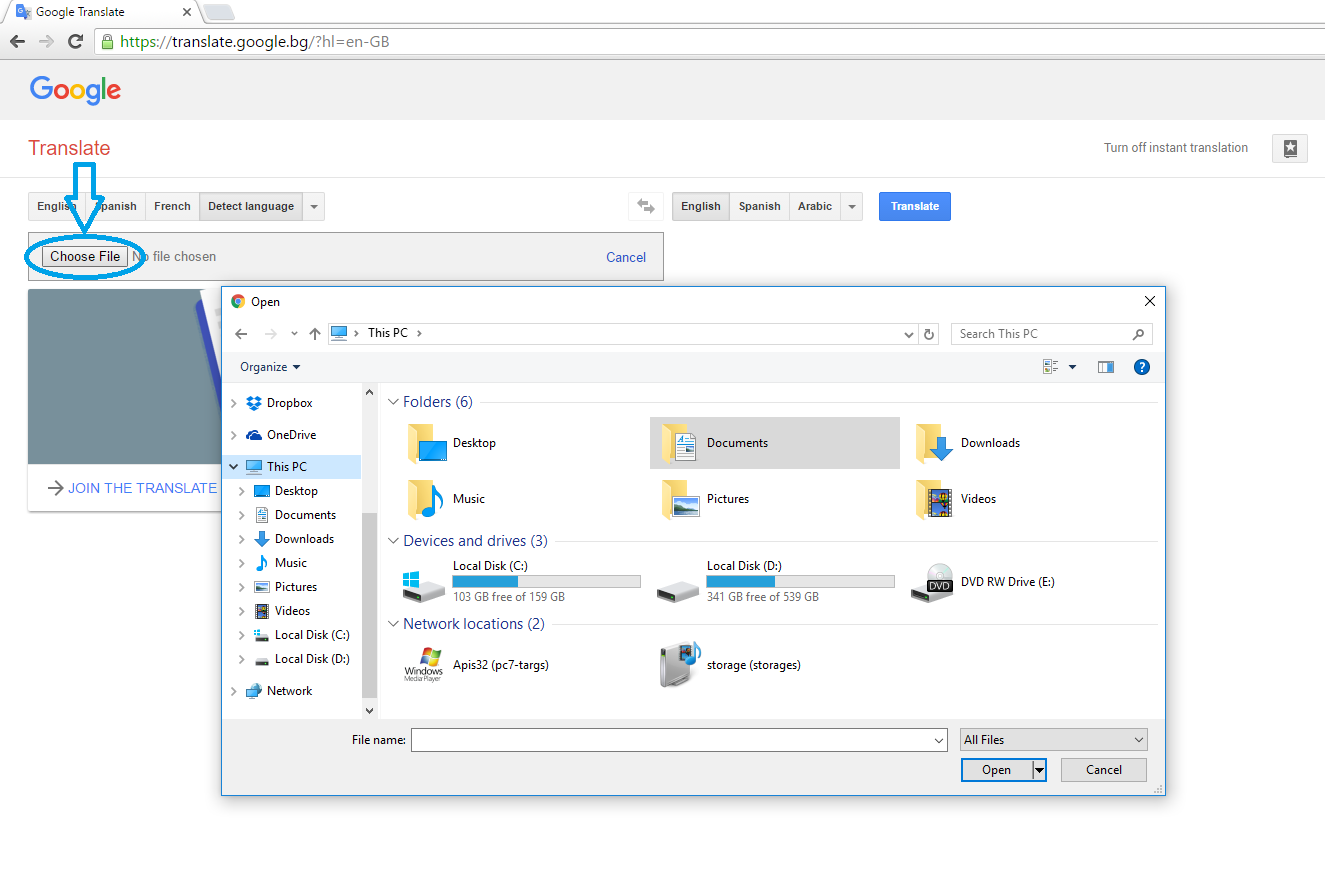 Google Translate
https://translate.google.bg/?hl=en-GB
Google
Translate
Turn off instant translation
English Spanish French Detect language
English Spanish Arabic Translate
Choose File No file chosen Cancel
JOIN THE TRANSLATE
Open
This PC
Search This PC
Organize
Dropbox
OneDrive
This PC
Desktop
Documents
Downloads
Music
Pictures
Videos
Local Disk (C:)
Local Disk (D:)
Network
Folders (6)
Desktop Documents Downloads
Music Pictures Videos
Devices and drives (3)
Local Disk (C:)
103 GB free of 159 GB
Local Disk (D:)
341 GB free of 539 GB
DVD
DVD RW Drive (E:)
Network locations (2)
Windows
Media Player
Apis32 (pc7-targs)
storage (storages)
File name:
All Files
Open Cancel